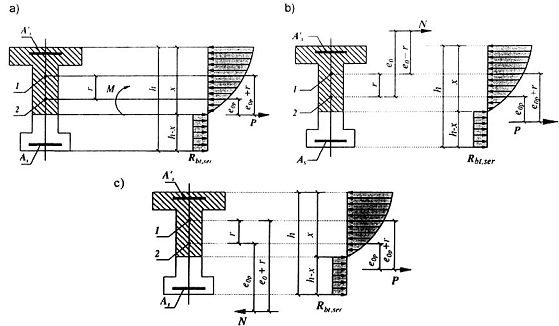 a)
A's
1
2
r
M
h
x
h-x
e0p
e0p+r
P
As
Rbt,ser
b)
N
A's
e0
e0-r
1
2
r
h
x
h-x
e0p
e0p+r
P
As
Rbt,ser
c)
A's
1
2
r
e0+r
h
x
h-x
e0p
e0p+r
P
As
N
Rbt,ser